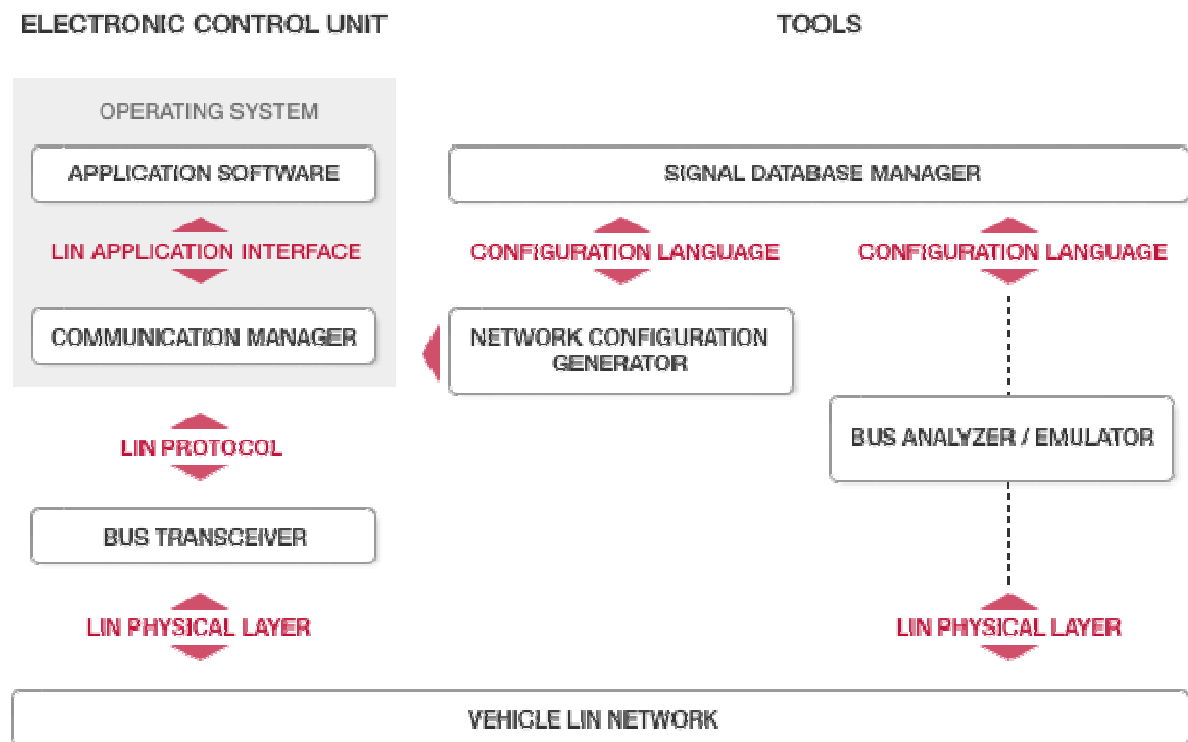 ELECTRONIC CONTROL UNIT
TOOLS
OPERATING SYSTEM
APPLICATION SOFTWARE
SIGNAL DATABASE MANAGER
LIN APPLICATION INTERFACE
CONFIGURATION LANGUAGE
CONFIGURATION LANGUAGE
COMMUNICATION MANAGER
NETWORK CONFIGURATION
GENERATOR
BUS ANALYZER / EMULATOR
LIN PROTOCOL
BUS TRANSCEIVER
LIN PHYSICAL LAYER
LIN PHYSICAL LAYER
VEHICLE LIN NETWORK